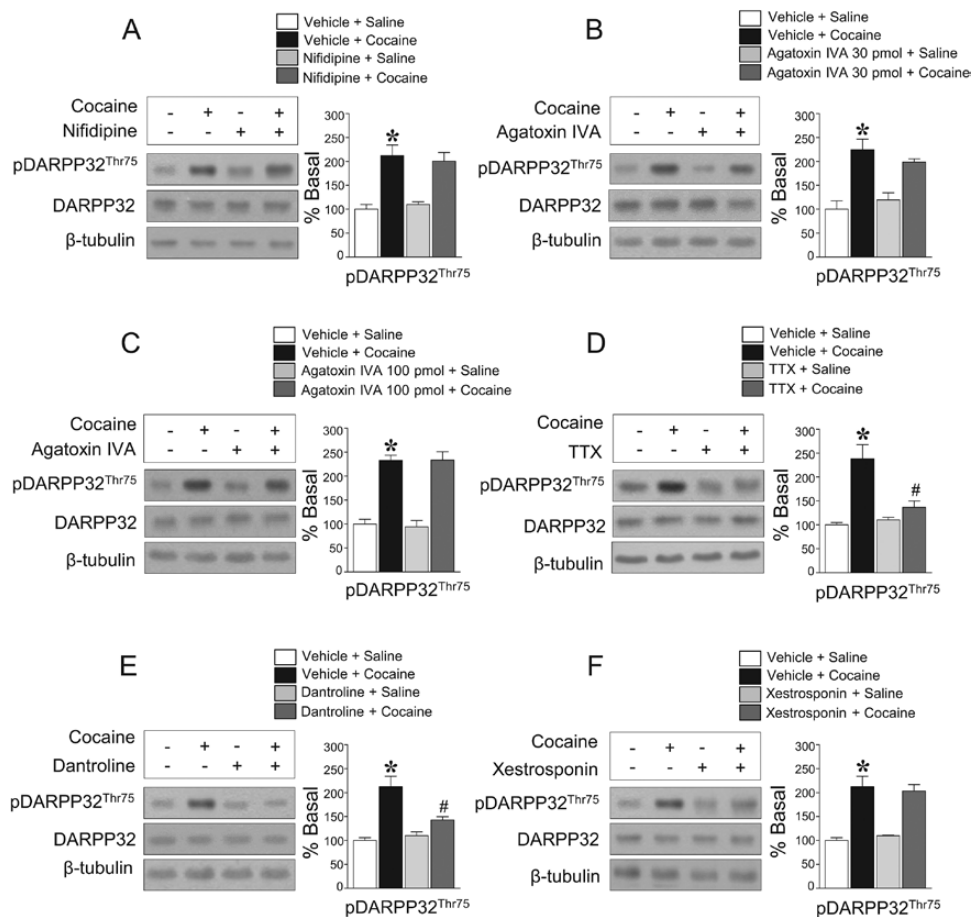 A
Vehicle + Saline
Vehicle + Cocaine
Nifidipine + Saline
Nifidipine + Cocaine
Cocaine - + - +
Nifidipine - - + +
pDARPP32Thr75
DARPP32
β-tubulin
% Basal
300
250
200
150
100
50
0
*
pDARPP32Thr75
B
Vehicle + Saline
Vehicle + Cocaine
Agatoxin IVA 30 pmol + Saline
Agatoxin IVA 30 pmol + Cocaine
Cocaine - + - +
Agatoxin IVA - - + +
pDARPP32Thr75
DARPP32
β-tubulin
% Basal
300
250
200
150
100
50
0
*
pDARPP32Thr75
C
Vehicle + Saline
Vehicle + Cocaine
Agatoxin IVA 100 pmol + Saline
Agatoxin IVA 100 pmol + Cocaine
Cocaine - + - +
Agatoxin IVA - - + +
pDARPP32Thr75
DARPP32
β-tubulin
% Basal
300
250
200
150
100
50
0
*
pDARPP32Thr75
D
Vehicle + Saline
Vehicle + Cocaine
TTX + Saline
TTX + Cocaine
Cocaine - + - +
TTX - - + +
pDARPP32Thr75
DARPP32
β-tubulin
% Basal
300
250
200
150
100
50
0
*
#
pDARPP32Thr75
E
Vehicle + Saline
Vehicle + Cocaine
Dantroline + Saline
Dantroline + Cocaine
Cocaine - + - +
Dantroline - - + +
pDARPP32Thr75
DARPP32
β-tubulin
% Basal
300
250
200
150
100
50
0
*
#
pDARPP32Thr75
F
Vehicle + Saline
Vehicle + Cocaine
Xestrosponin + Saline
Xestrosponin + Cocaine
Cocaine - + - +
Xestrosponin - - + +
pDARPP32Thr75
DARPP32
β-tubulin
% Basal
300
250
200
150
100
50
0
*
pDARPP32Thr75